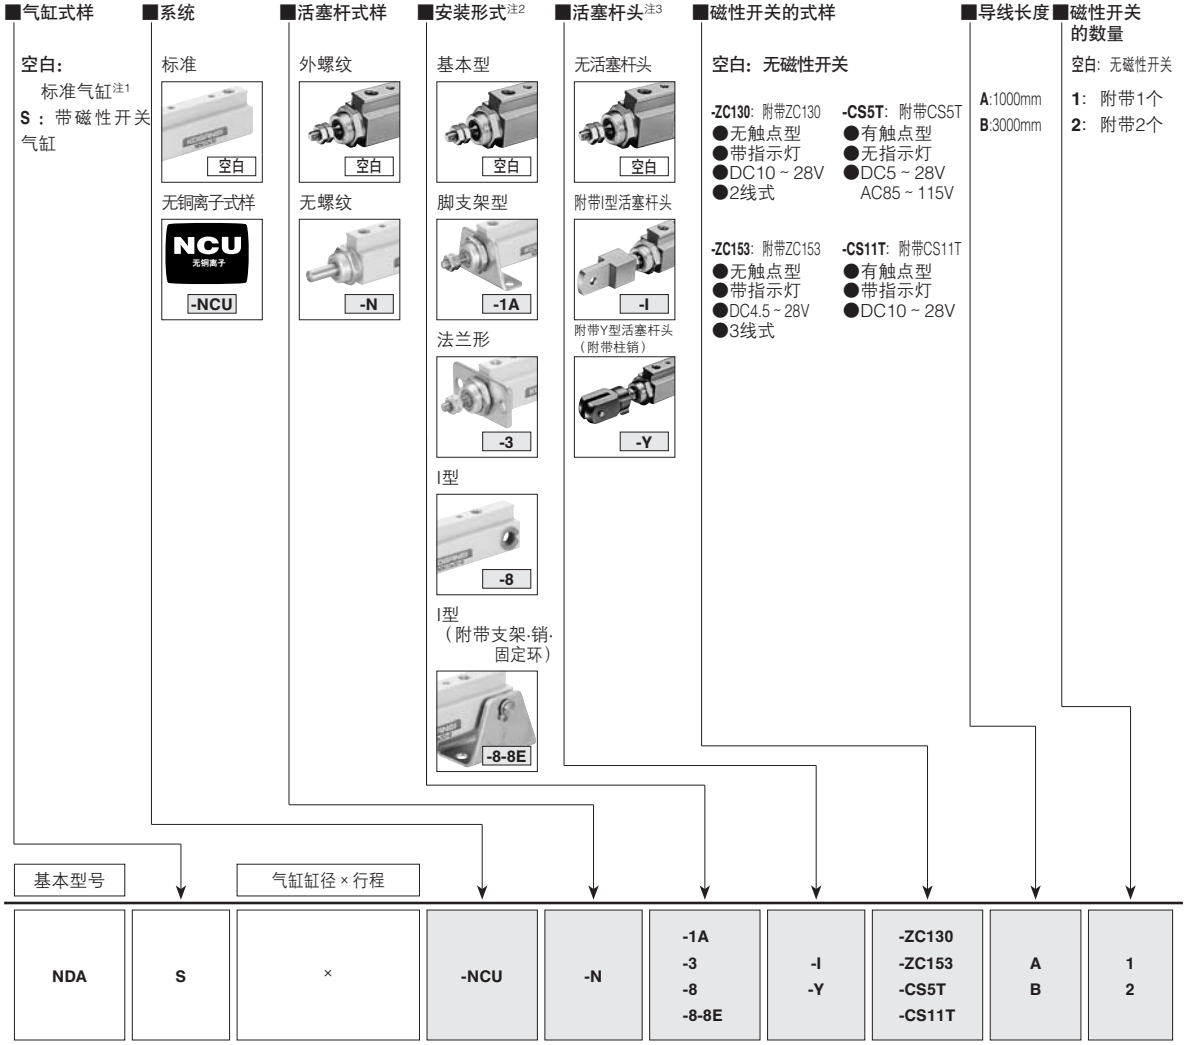 ■气缸式样
空白:
标准气缸注1
S : 带磁性开关
气缸
■系统
标准
空白
无铜离子式样
NCU
无铜离子
-NCU
■活塞杆式样
外螺纹
空白
无螺纹
-N
■安装形式注2
基本型
空白
脚支架型
-1A
法兰形
-3
I型
-8
I型
（附带支架·销·
固定环）
-8-8E
■活塞杆头注3
无活塞杆头
空白
附带I型活塞杆头
-I
附带Y型活塞杆头
（附带柱销）
-Y
■磁性开关的式样
空白: 无磁性开关
-ZC130: 附带ZC130
●无触点型
●带指示灯
●DC10 ~ 28V
●2线式
-CS5T: 附带CS5T
●有触点型
●无指示灯
●DC5 ~ 28V
AC85 ~ 115V
-ZC153: 附带ZC153
●无触点型
●带指示灯
●DC4.5 ~ 28V
●3线式
-CS11T: 附带CS11T
●有触点型
●带指示灯
●DC10 ~ 28V
■导线长度
A:1000mm
B:3000mm
■磁性开关
的数量
空白: 无磁性开关
1: 附带1个
2: 附带2个
基本型号
气缸缸径 × 行程
NDA
S
×
-NCU
-N
-1A
-3
-8
-8-8E
-I
-Y
-ZC130
-ZC153
-CS5T
-CS11T
A
B
1
2